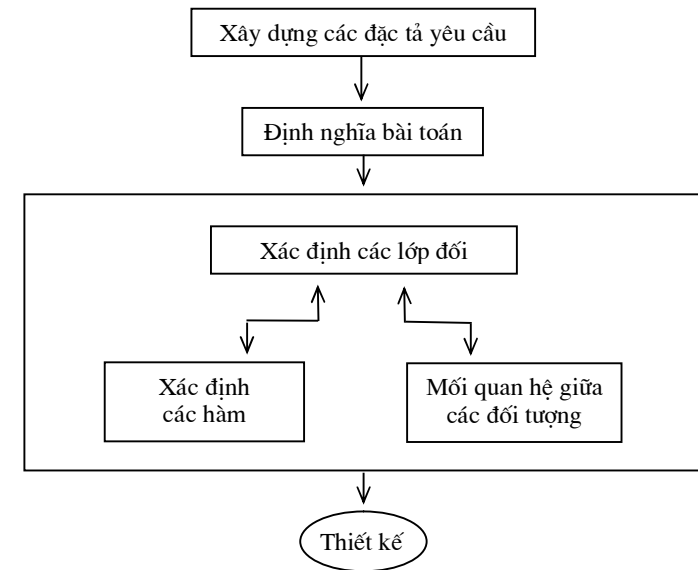 Xây dựng các đặc tả yêu cầu
Định nghĩa bài toán
Xác định các lớp đối
Xác định
các hàm
Mối quan hệ giữa
các đối tượng
Thiết kế